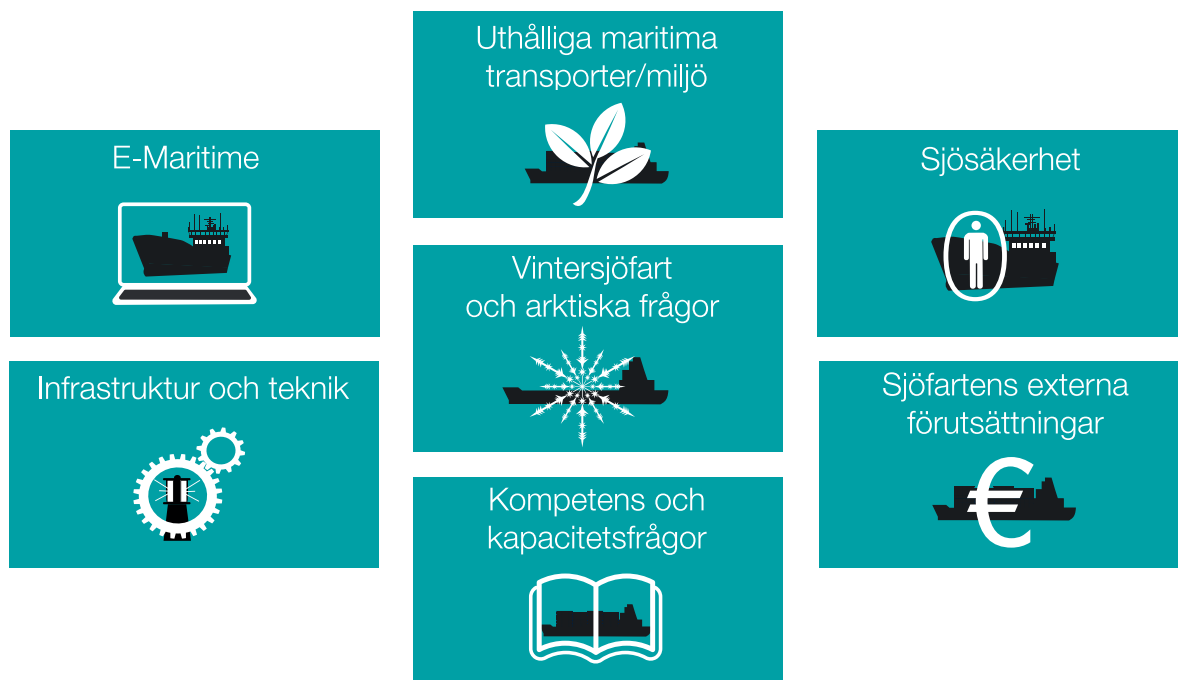 Uthålliga maritima
transporter/miljö
E-Maritime
Sjösäkerhet
Vintersjöfart
och arktiska frågor
Infrastruktur och teknik
Sjöfartens externa
förutsättningar
Kompetens och
kapacitetsfrågor